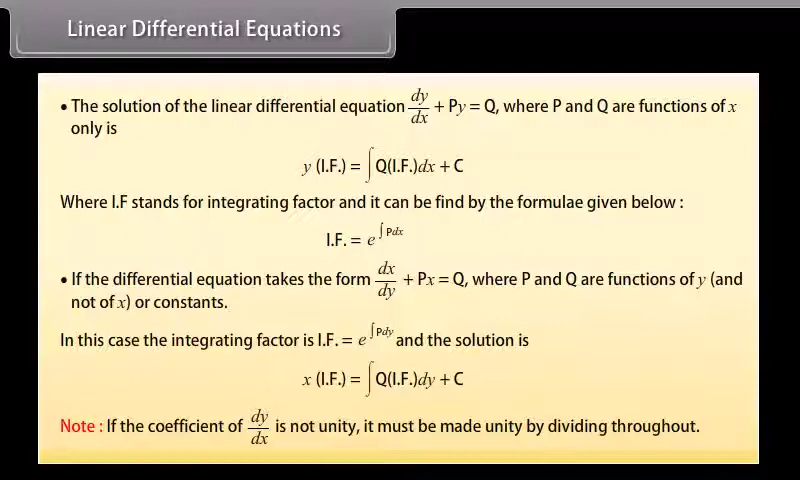 Linear Differential Equations
• The solution of the linear differential equation dy/dx + Py = Q, where P and Q are functions of x
only is
y (I.F.) = ∫ Q(I.F.)dx + C
Where I.F stands for integrating factor and it can be find by the formulae given below :
I.F. = e^∫Pdx
• If the differential equation takes the form dx/dy + Px = Q, where P and Q are functions of y (and
not of x) or constants.
In this case the integrating factor is I.F. = e^∫Pdy and the solution is
x (I.F.) = ∫ Q(I.F.)dy + C
Note : If the coefficient of dy/dx is not unity, it must be made unity by dividing throughout.